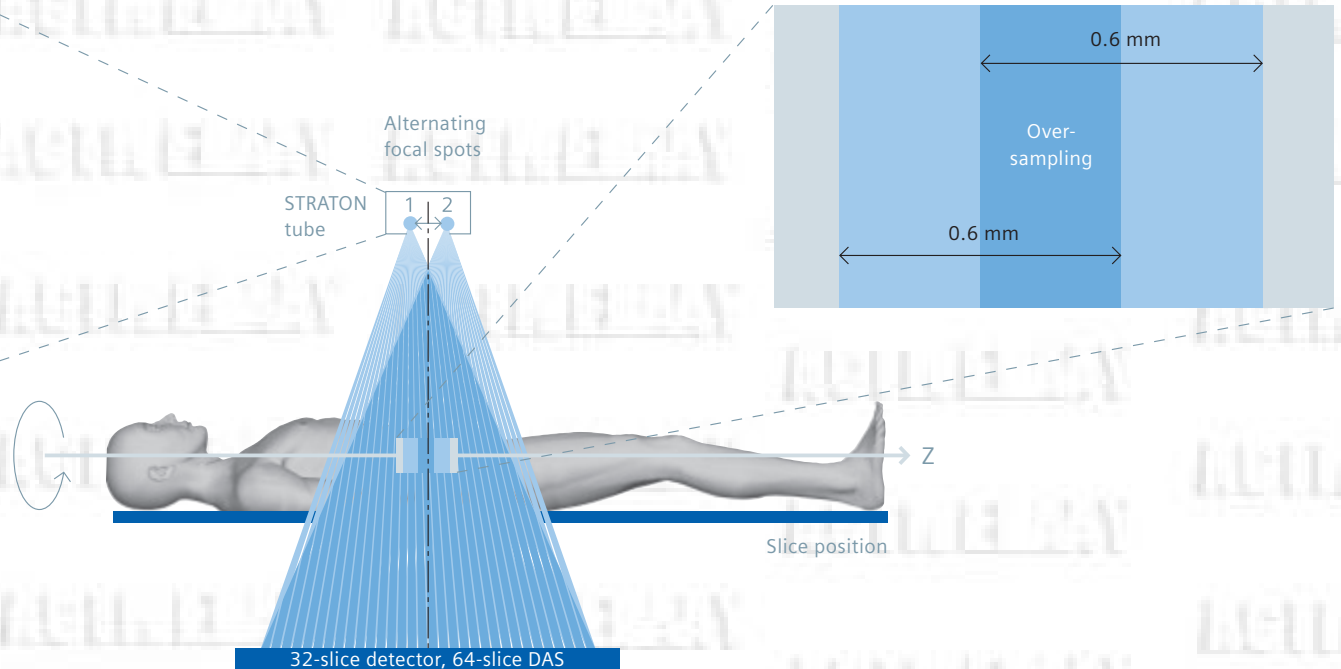 0.6 mm
Over-
sampling
0.6 mm
Alternating
focal spots
STRATON
tube
1 2
Z
Slice position
32-slice detector, 64-slice DAS